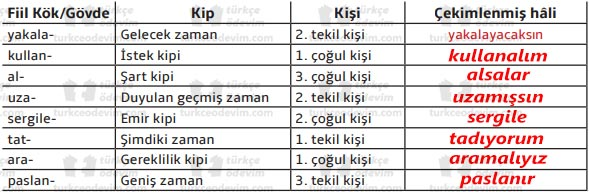 Fiil Kök/Gövde Kip Kişi Çekimlenmiş hâli
yakala- Gelecek zaman 2. tekil kişi yakalayacaksın
kullan- İstek kipi 1. çoğul kişi kullanalım
al- Şart kipi 3. çoğul kişi alsalar
uza- Duyulan geçmiş zaman 2. tekil kişi uzamışsın
sergile- Emir kipi 2. çoğul kişi sergile
tat- Şimdiki zaman 1. tekil kişi tadıyorum
ara- Gereklilik kipi 1. çoğul kişi aramalıyız
paslan- Geniş zaman 3. tekil kişi paslanır